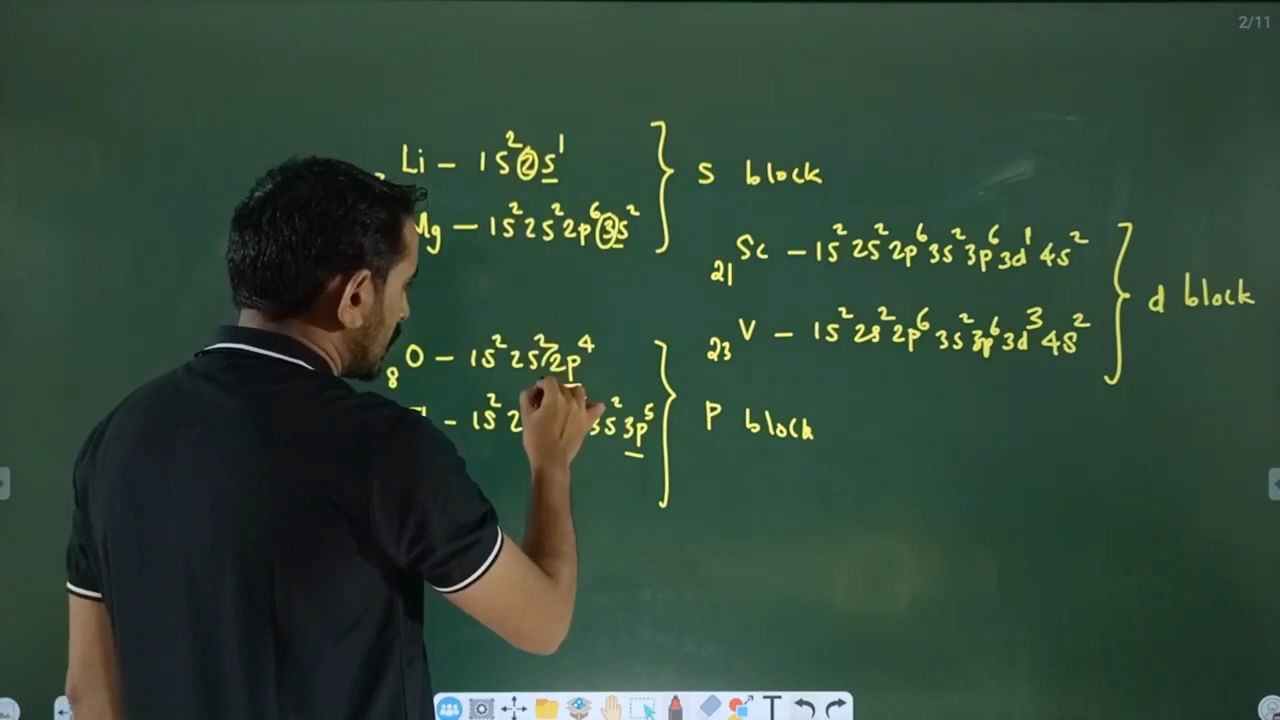 2/11
Li – 1s² 2s¹
Mg – 1s² 2s² 2p⁶ 3s²
} s block
₈O – 1s² 2s² 2p⁴
– 1s² 2 3s² 3p⁵
} P block
₂₁Sc – 1s² 2s² 2p⁶ 3s² 3p⁶ 3d¹ 4s²
₂₃V – 1s² 2s² 2p⁶ 3s² 3p⁶ 3d³ 4s²
} d block
T